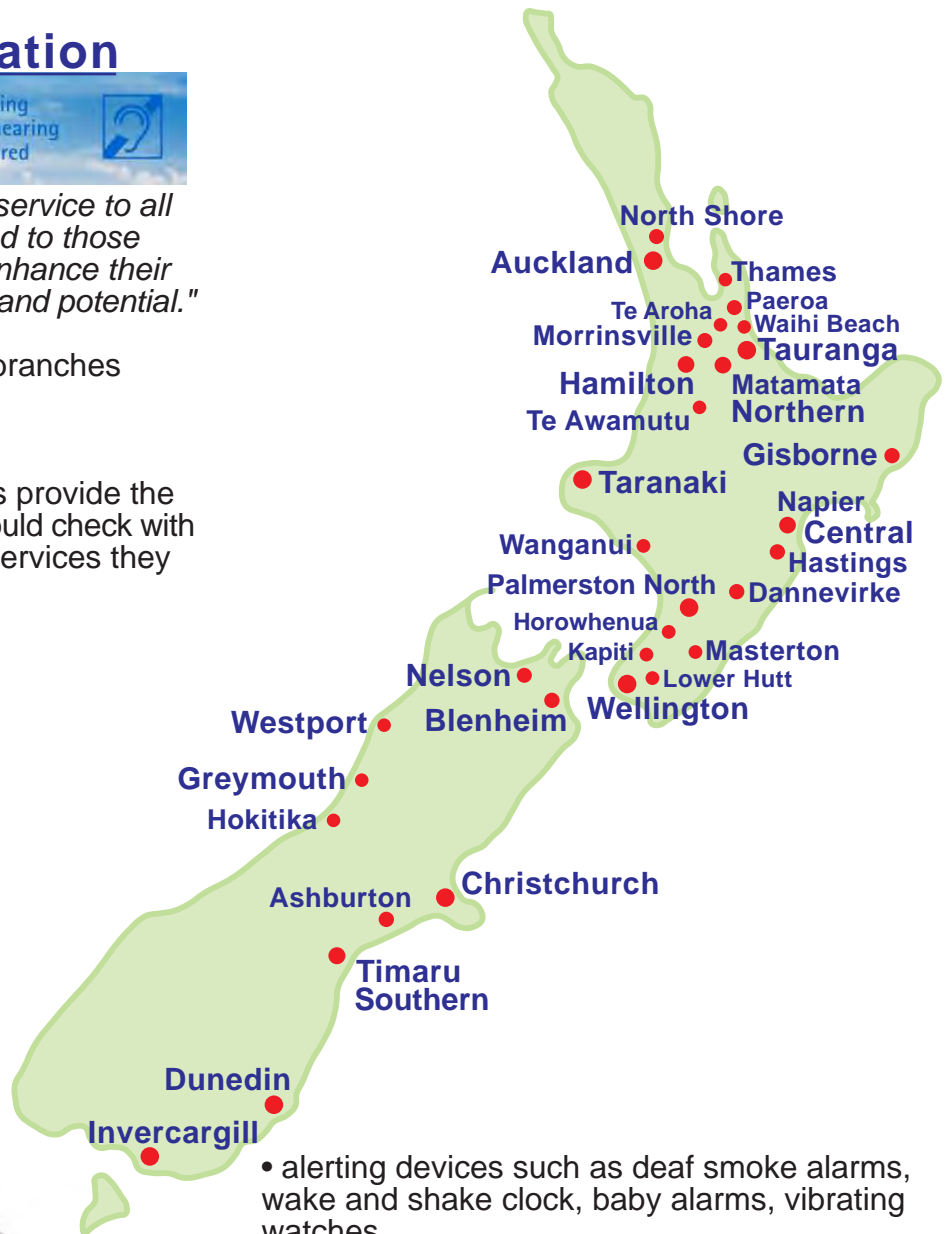 ation
ing
hearing
red
service to all
d to those
nhance their
and potential."
branches
s provide the
ould check with
ervices they
North Shore
Auckland
Thames
Paeroa
Te Aroha
Waihi Beach
Morrinsville
Tauranga
Hamilton
Matamata
Northern
Te Awamutu
Gisborne
Taranaki
Napier
Central
Wanganui
Hastings
Palmerston North
Dannevirke
Horowhenua
Kapiti
Masterton
Nelson
Lower Hutt
Blenheim
Wellington
Westport
Greymouth
Hokitika
Christchurch
Ashburton
Timaru
Southern
Dunedin
Invercargill
• alerting devices such as deaf smoke alarms,
wake and shake clock, baby alarms, vibrating
watches